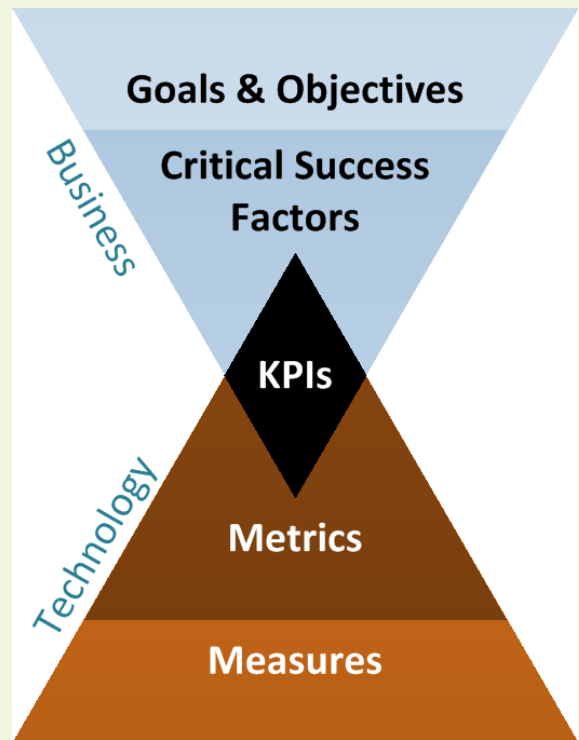 Goals & Objectives
Business
Critical Success
Factors
KPIs
Technology
Metrics
Measures